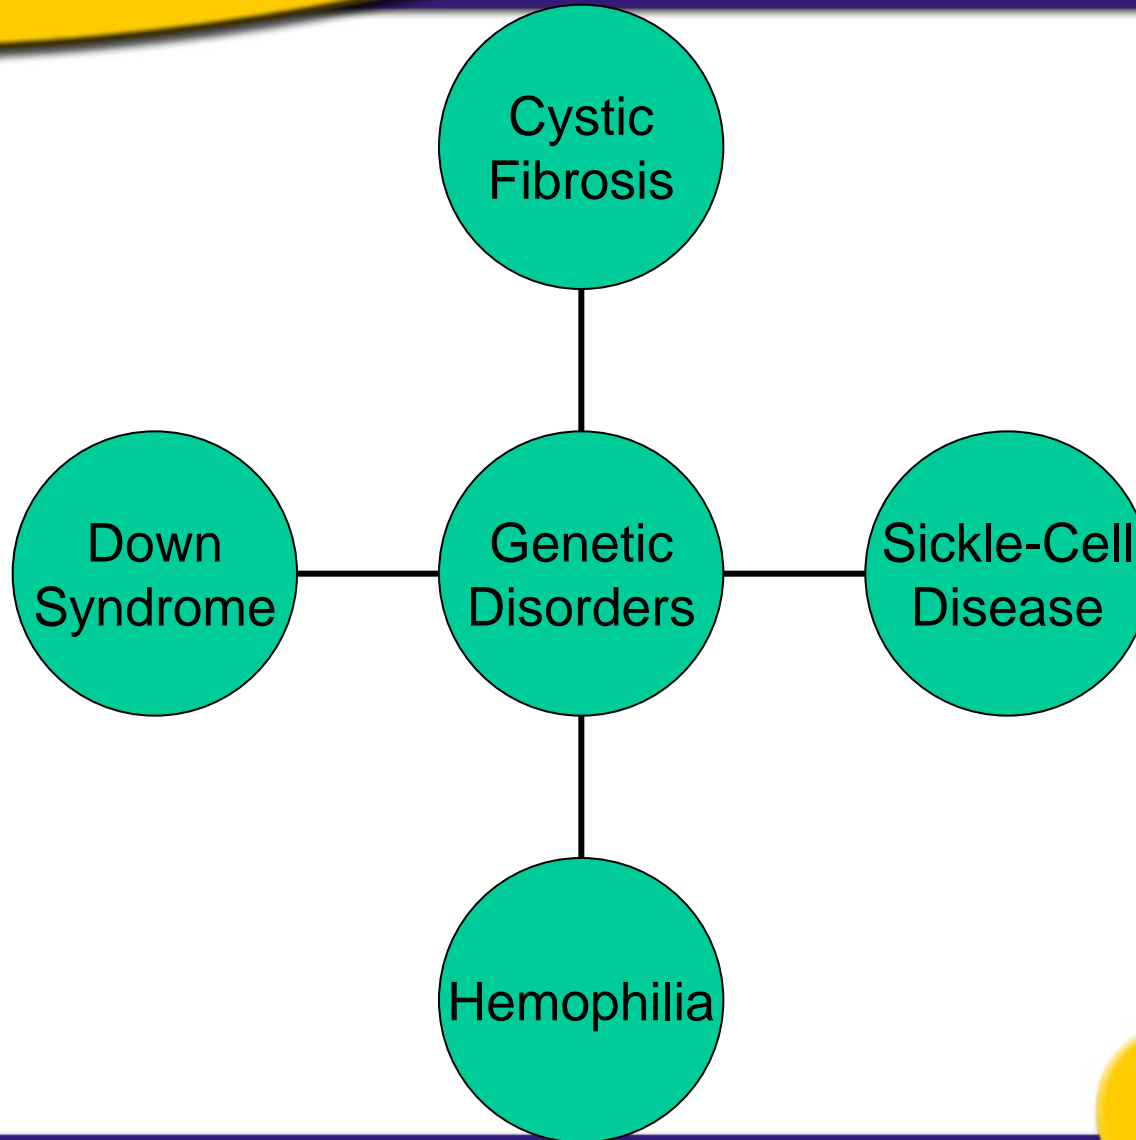 Cystic
Fibrosis
Down
Syndrome
Genetic
Disorders
Sickle-Cell
Disease
Hemophilia